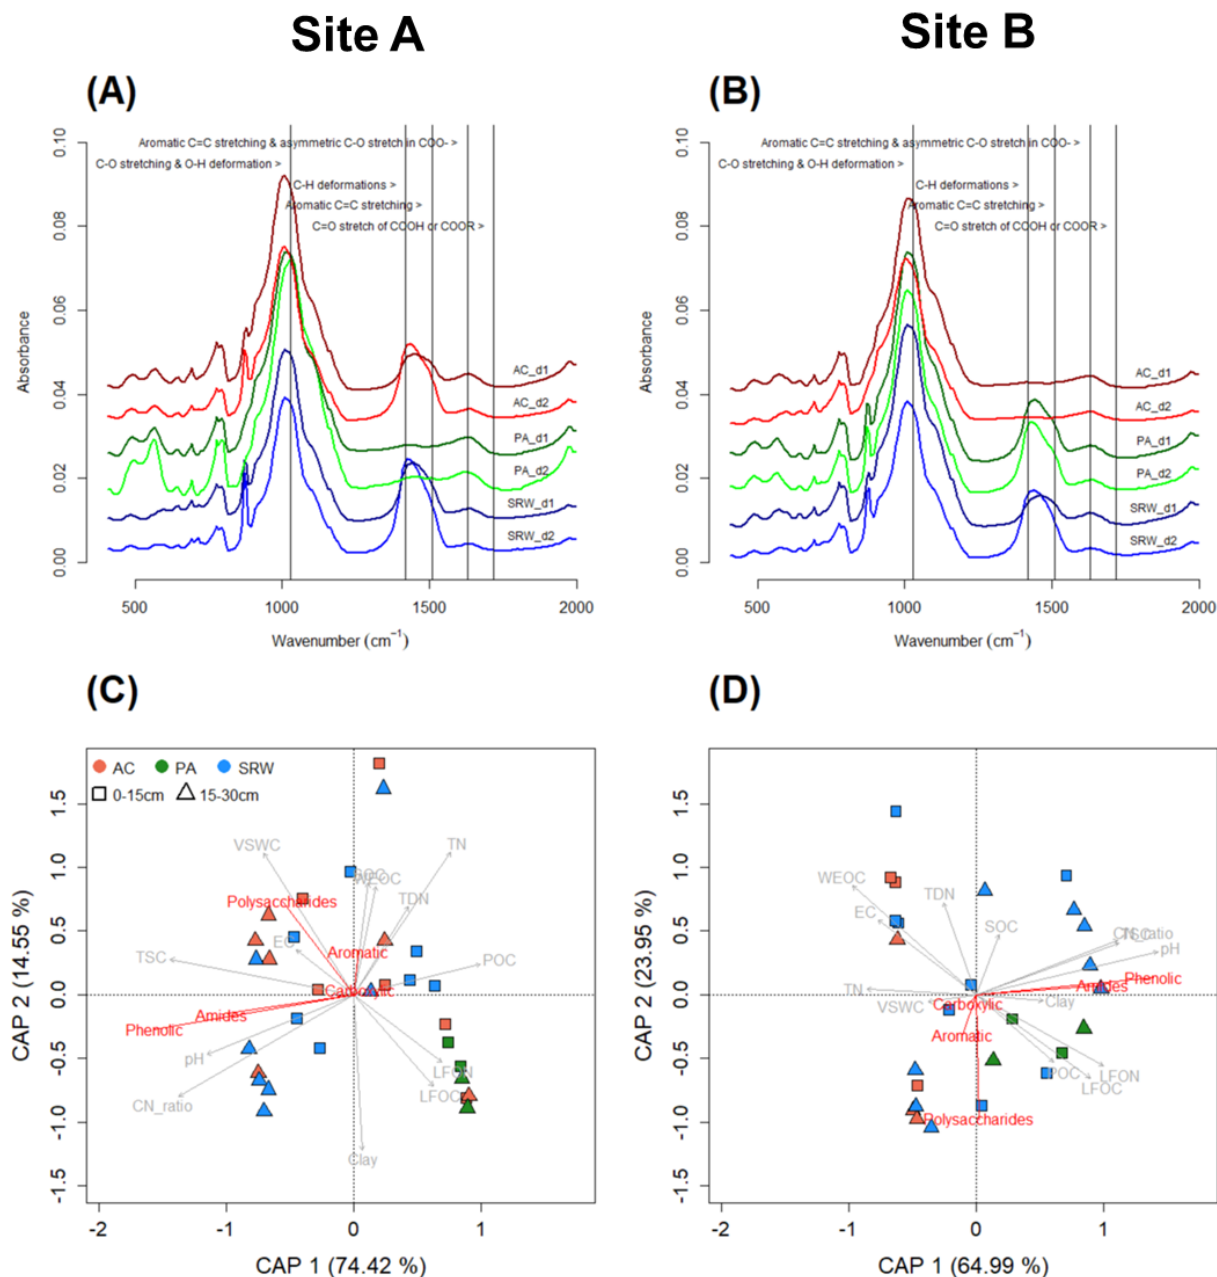 Site A
Site B
(A)
(B)
0.10
0.08
0.06
0.04
0.02
0.00
Absorbance
Aromatic C=C stretching & asymmetric C-O stretch in COO- >
C-O stretching & O-H deformation >
C-H deformations >
Aromatic C=C stretching >
C=O stretch of COOH or COOR >
AC_d1
AC_d2
PA_d1
PA_d2
SRW_d1
SRW_d2
500
1000
1500
2000
Wavenumber (cm⁻¹)
0.10
0.08
0.06
0.04
0.02
0.00
Absorbance
Aromatic C=C stretching & asymmetric C-O stretch in COO- >
C-O stretching & O-H deformation >
C-H deformations >
Aromatic C=C stretching >
C=O stretch of COOH or COOR >
AC_d1
AC_d2
PA_d1
PA_d2
SRW_d1
SRW_d2
500
1000
1500
2000
Wavenumber (cm⁻¹)
(C)
(D)
AC PA SRW
0-15cm 15-30cm
1.5
1.0
0.5
0.0
-0.5
-1.0
-1.5
CAP 2 (14.55 %)
VSWC
TN
WEOC
Polysaccharides
TDN
EC
Aromatic
TSC
POC
Carboxylic
Amides
Phenolic
pH
LFON
LFOC
CN_ratio
Clay
-2
-1
0
1
CAP 1 (74.42 %)
1.5
1.0
0.5
0.0
-0.5
-1.0
-1.5
CAP 2 (23.95 %)
WEOC
TDN
EC
SOC
CN_ratio
pH
Phenolic
Amides
TN
VSWC
Carboxylic
Clay
Aromatic
POC
LFON
LFOC
Polysaccharides
-2
-1
0
1
CAP 1 (64.99 %)